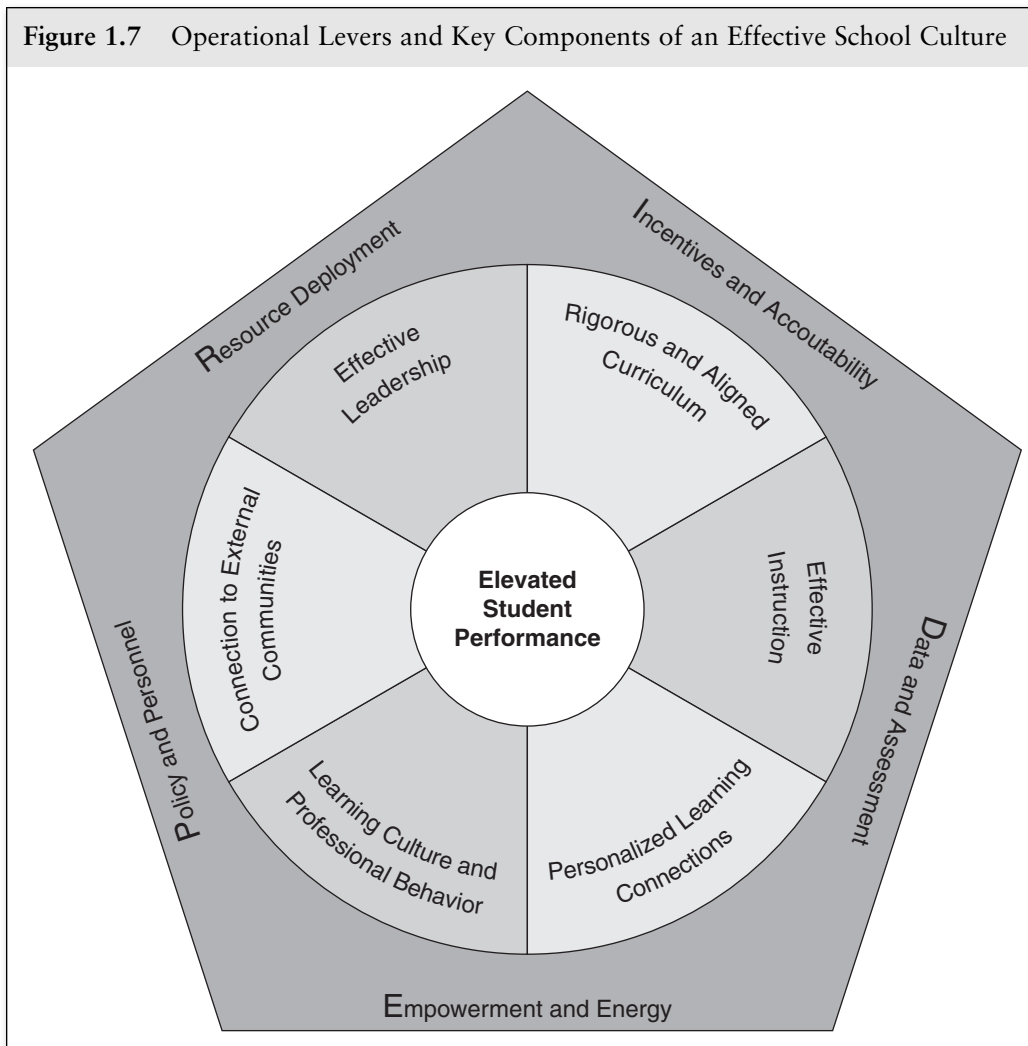 Figure 1.7 Operational Levers and Key Components of an Effective School Culture
Resource Deployment
Incentives and Accoutability
Effective
Leadership
Rigorous and Aligned
Curriculum
Connection to External
Communities
Elevated
Student
Performance
Effective
Instruction
Policy and Personnel
Data and Assessment
Learning Culture and
Professional Behavior
Personalized Learning
Connections
Empowerment and Energy